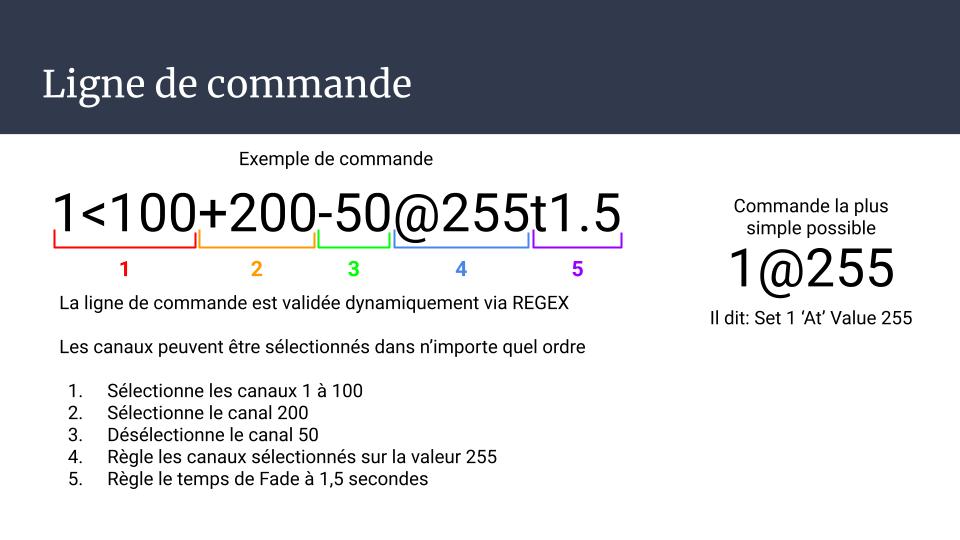 Ligne de commande
Exemple de commande
1<100+200-50@255t1.5
1 2 3 4 5
La ligne de commande est validée dynamiquement via REGEX
Les canaux peuvent être sélectionnés dans n’importe quel ordre
1. Sélectionne les canaux 1 à 100
2. Sélectionne le canal 200
3. Désélectionne le canal 50
4. Règle les canaux sélectionnés sur la valeur 255
5. Règle le temps de Fade à 1,5 secondes
Commande la plus
simple possible
1@255
Il dit: Set 1 ‘At’ Value 255